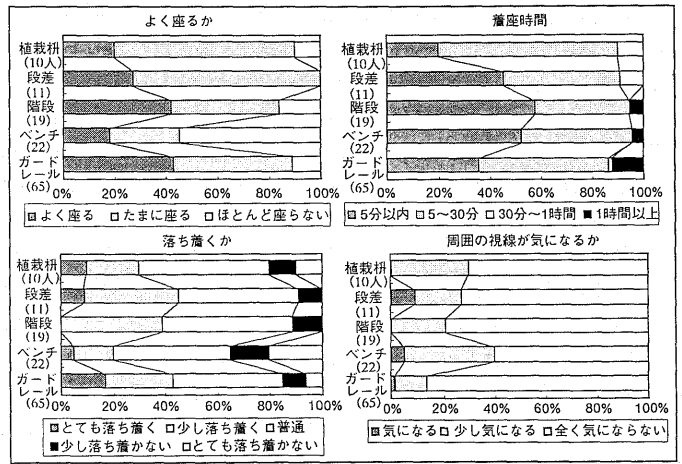 よく座るか
植栽枡
(10人)
段差
(11)
階段
(19)
ベンチ
(22)
ガード
レール
(65)
0% 20% 40% 60% 80% 100%
よく座る たまに座る ほとんど座らない
着座時間
植栽枡
(10人)
段差
(11)
階段
(19)
ベンチ
(22)
ガード
レール
(65)
0% 20% 40% 60% 80% 100%
5分以内 5〜30分 30分〜1時間 1時間以上
落ち着くか
植栽枡
(10人)
段差
(11)
階段
(19)
ベンチ
(22)
ガード
レール
(65)
0% 20% 40% 60% 80% 100%
とても落ち着く 少し落ち着く 普通
少し落ち着かない とても落ち着かない
周囲の視線が気になるか
植栽枡
(10人)
段差
(11)
階段
(19)
ベンチ
(22)
ガード
レール
(65)
0% 20% 40% 60% 80% 100%
気になる 少し気になる 全く気にならない